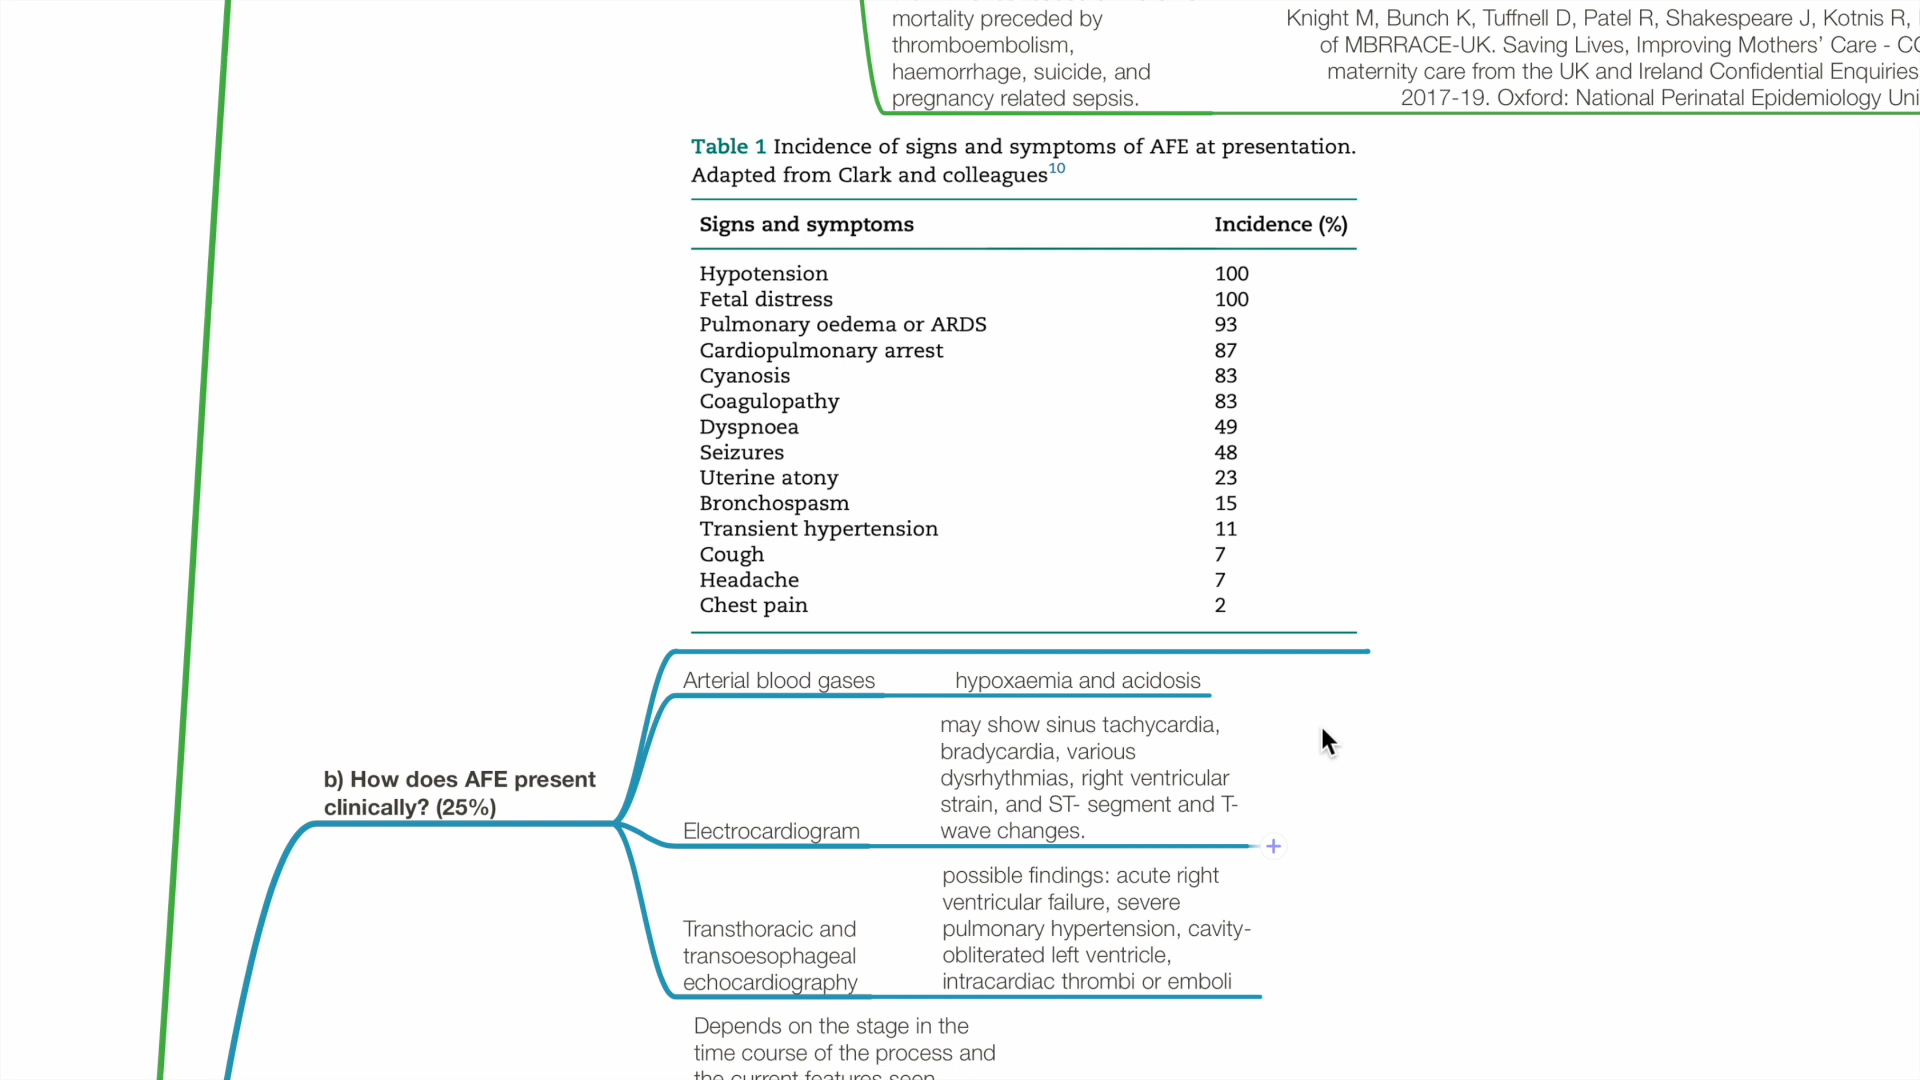 mortality preceded by
thromboembolism,
haemorrhage, suicide, and
pregnancy related sepsis.
Knight M, Bunch K, Tuffnell D, Patel R, Shakespeare J, Kotnis R,
of MBRRACE-UK. Saving Lives, Improving Mothers’ Care -
maternity care from the UK and Ireland Confidential Enquiries
2017-19. Oxford: National Perinatal Epidemiology
Table 1 Incidence of signs and symptoms of AFE at presentation.
Adapted from Clark and colleagues10
Signs and symptoms Incidence (%)
Hypotension 100
Fetal distress 100
Pulmonary oedema or ARDS 93
Cardiopulmonary arrest 87
Cyanosis 83
Coagulopathy 83
Dyspnoea 49
Seizures 48
Uterine atony 23
Bronchospasm 15
Transient hypertension 11
Cough 7
Headache 7
Chest pain 2
b) How does AFE present
clinically? (25%)
Arterial blood gases
hypoxaemia and acidosis
Electrocardiogram
may show sinus tachycardia,
bradycardia, various
dysrhythmias, right ventricular
strain, and ST- segment and T-
wave changes.
Transthoracic and
transoesophageal
echocardiography
possible findings: acute right
ventricular failure, severe
pulmonary hypertension, cavity-
obliterated left ventricle,
intracardiac thrombi or emboli
Depends on the stage in the
time course of the process and
the current features seen